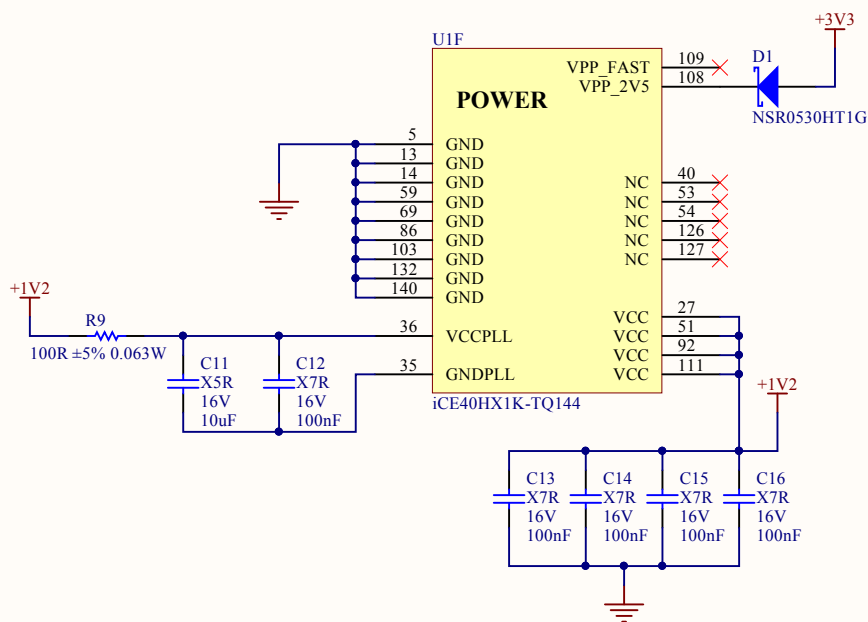 +3V3
U1F
D1
NSR0530HT1G
POWER
VPP_FAST 109
VPP_2V5 108
5 GND
13 GND
14 GND
59 GND
69 GND
86 GND
103 GND
132 GND
140 GND
NC 40
NC 53
NC 54
NC 126
NC 127
+1V2
R9
100R ±5% 0.063W
36 VCCPLL
35 GNDPLL
VCC 27
VCC 51
VCC 92
VCC 111
iCE40HX1K-TQ144
C11
X5R
16V
10uF
C12
X7R
16V
100nF
+1V2
C13
X7R
16V
100nF
C14
X7R
16V
100nF
C15
X7R
16V
100nF
C16
X7R
16V
100nF